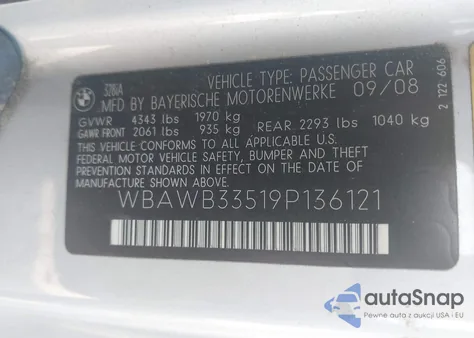 328iA
VEHICLE TYPE: PASSENGER CAR
MFD BY BAYERISCHE MOTORENWERKE 09/08
GVWR 4343 lbs 1970 kg
GAWR FRONT 2061 lbs 935 kg REAR 2293 lbs 1040 kg
THIS VEHICLE CONFORMS TO ALL APPLICABLE
FEDERAL MOTOR VEHICLE SAFETY, BUMPER AND THEFT
PREVENTION STANDARDS IN EFFECT ON THE DATE OF
MANUFACTURE SHOWN ABOVE.
WBAWB33519P136121
2 122 606
autoSnap
Pewne auta z aukcji USA i EU